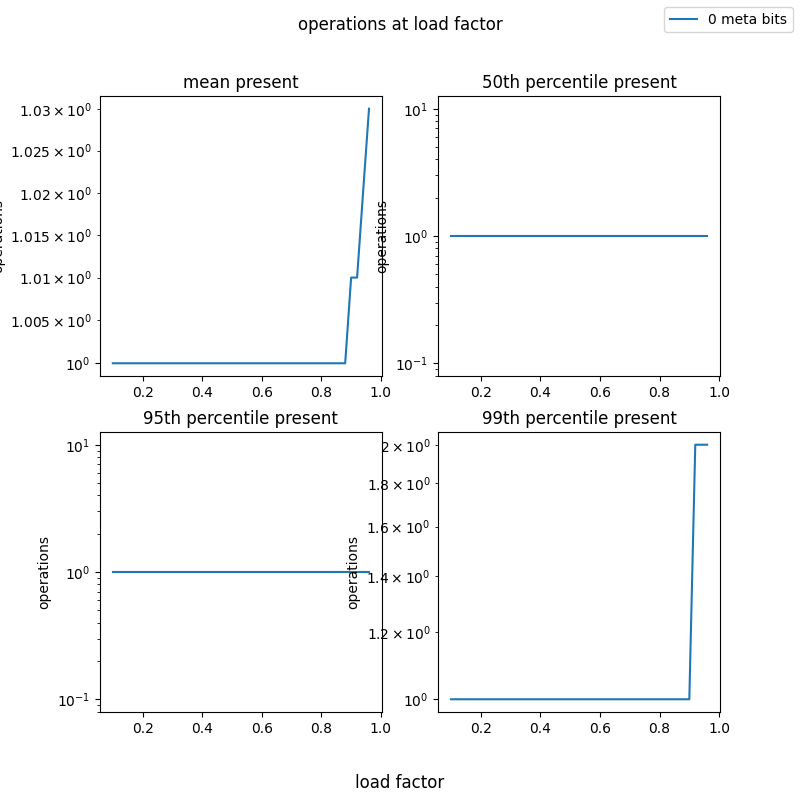 operations at load factor
0 meta bits
mean present
1.03 × 10⁰
1.025 × 10⁰
1.02 × 10⁰
1.015 × 10⁰
1.01 × 10⁰
1.005 × 10⁰
10⁰
0.2 0.4 0.6 0.8 1.0
50th percentile present
operations
10¹
10⁰
10⁻¹
0.2 0.4 0.6 0.8 1.0
95th percentile present
operations
10¹
10⁰
10⁻¹
0.2 0.4 0.6 0.8 1.0
99th percentile present
operations
2 × 10⁰
1.8 × 10⁰
1.6 × 10⁰
1.4 × 10⁰
1.2 × 10⁰
10⁰
0.2 0.4 0.6 0.8 1.0
load factor